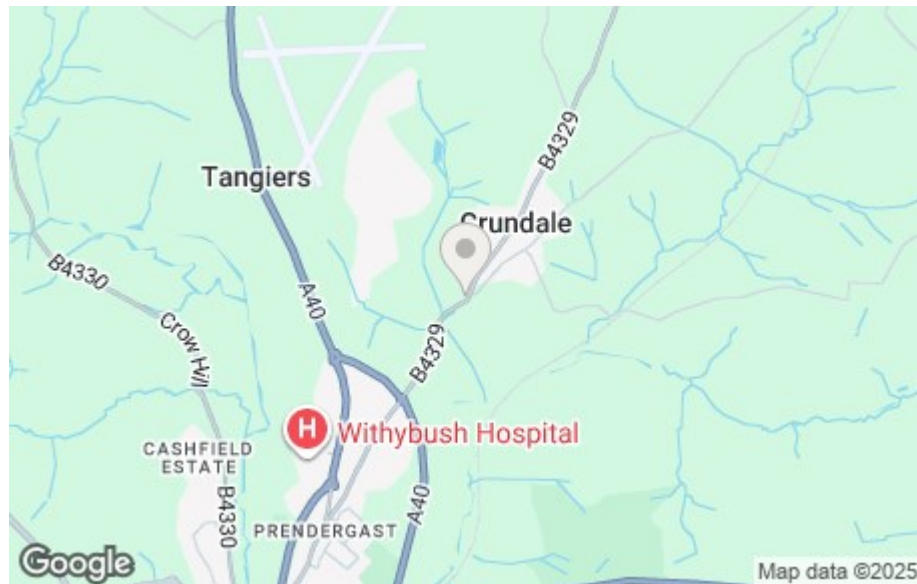 B4329
Tangiers
Crundale
B4330
A40
Crow Hill
B4329
H
Withybush Hospital
CASHFIELD
ESTATE
B4330
A40
PRENDERGAST
Google
Map data ©2025